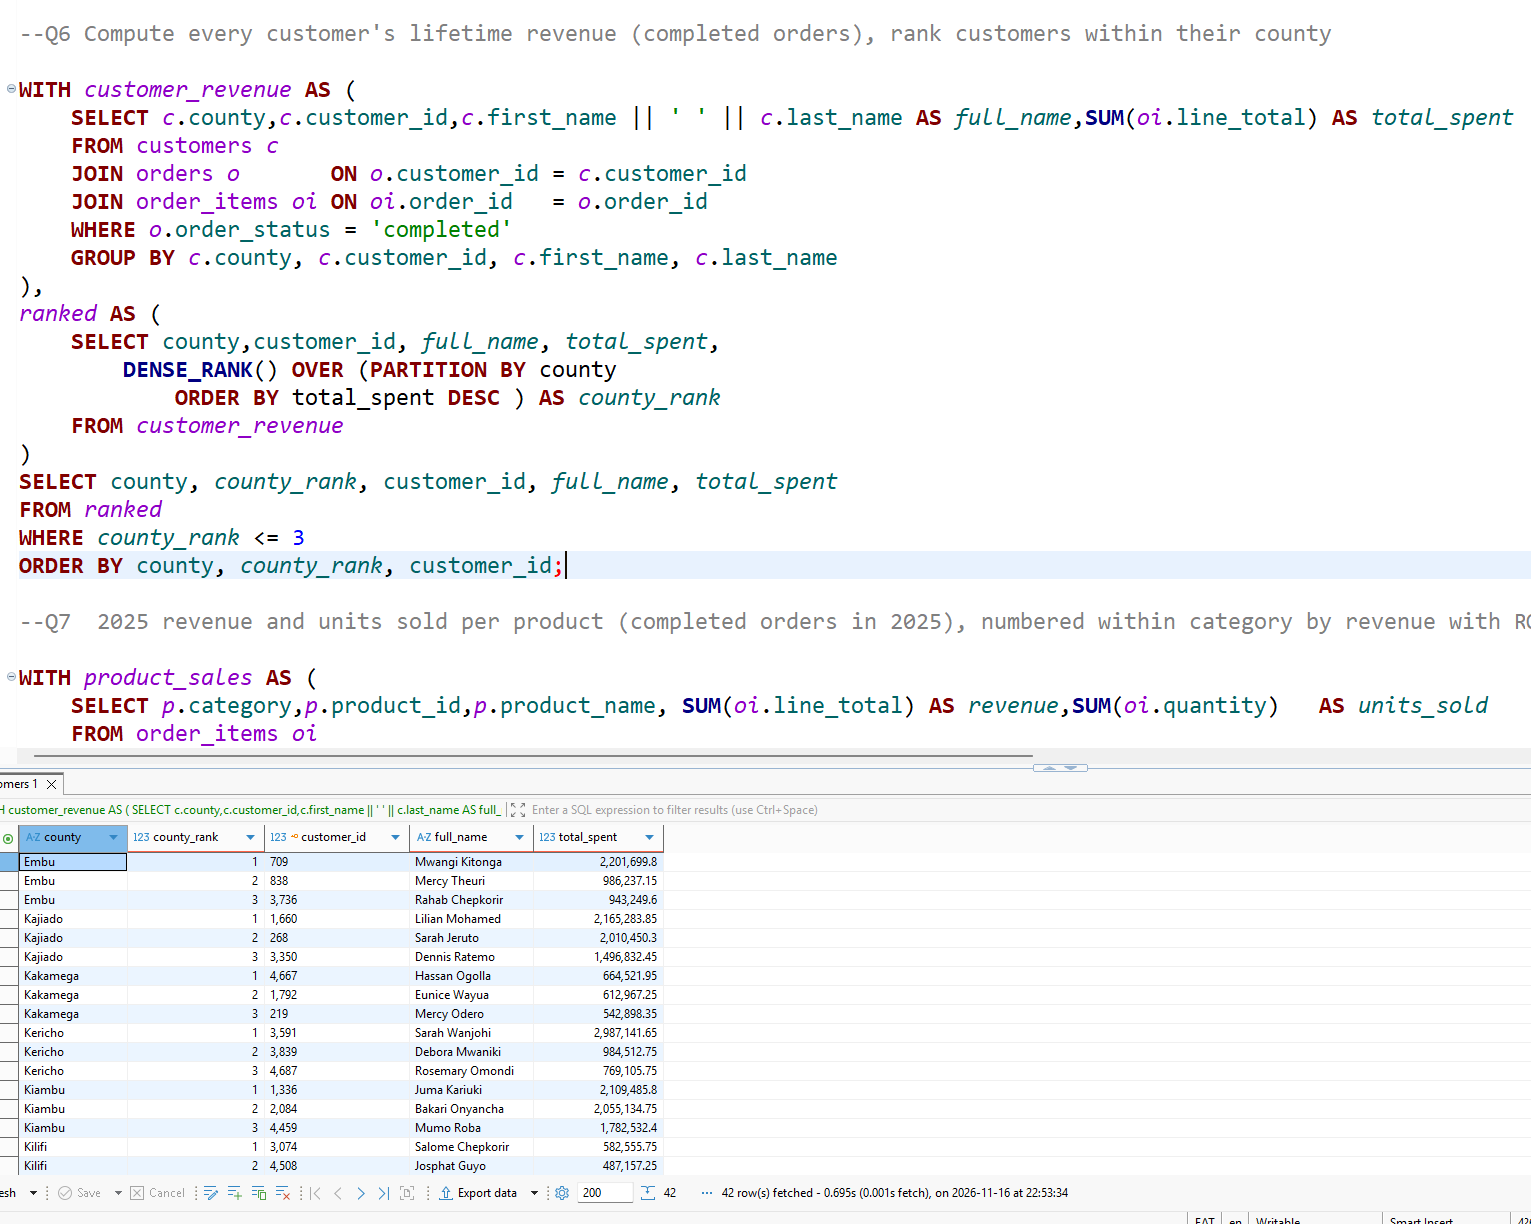 --Q6 Compute every customer's lifetime revenue (completed orders), rank customers within their county
WITH customer_revenue AS (
SELECT c.county,c.customer_id,c.first_name || ' ' || c.last_name AS full_name,SUM(oi.line_total) AS total_spent
FROM customers c
JOIN orders o ON o.customer_id = c.customer_id
JOIN order_items oi ON oi.order_id = o.order_id
WHERE o.order_status = 'completed'
GROUP BY c.county, c.customer_id, c.first_name, c.last_name
),
ranked AS (
SELECT county,customer_id, full_name, total_spent,
DENSE_RANK() OVER (PARTITION BY county
ORDER BY total_spent DESC ) AS county_rank
FROM customer_revenue
)
SELECT county, county_rank, customer_id, full_name, total_spent
FROM ranked
WHERE county_rank <= 3
ORDER BY county, county_rank, customer_id;
--Q7 2025 revenue and units sold per product (completed orders in 2025), numbered within category by revenue with
WITH product_sales AS (
SELECT p.category,p.product_id,p.product_name, SUM(oi.line_total) AS revenue,SUM(oi.quantity) AS units_sold
FROM order_items oi
omers 1
H customer_revenue AS ( SELECT c.county,c.customer_id,c.first_name || ' ' || c.last_name AS full_ Enter a SQL expression to filter results (use Ctrl+Space)
A-Z county 123 county_rank 123 customer_id A-Z full_name 123 total_spent
Embu 1 709 Mwangi Kitonga 2,201,699.8
Embu 2 838 Mercy Theuri 986,237.15
Embu 3 3,736 Rahab Chepkorir 943,249.6
Kajiado 1 1,660 Lilian Mohamed 2,165,283.85
Kajiado 2 268 Sarah Jeruto 2,010,450.3
Kajiado 3 3,350 Dennis Ratemo 1,496,832.45
Kakamega 1 4,667 Hassan Ogolla 664,521.95
Kakamega 2 1,792 Eunice Wayua 612,967.25
Kakamega 3 219 Mercy Odero 542,898.35
Kericho 1 3,591 Sarah Wanjohi 2,987,141.65
Kericho 2 3,839 Debora Mwaniki 984,512.75
Kericho 3 4,687 Rosemary Omondi 769,105.75
Kiambu 1 1,336 Juma Kariuki 2,109,485.8
Kiambu 2 2,084 Bakari Onyancha 2,055,134.75
Kiambu 3 4,459 Mumo Roba 1,782,532.4
Kilifi 1 3,074 Salome Chepkorir 582,555.75
Kilifi 2 4,508 Josphat Guyo 487,157.25
esh Save Cancel Export data 200 42 42 row(s) fetched - 0.695s (0.001s fetch), on 2026-11-16 at 22:53:34
EAT en Writable Smart Insert